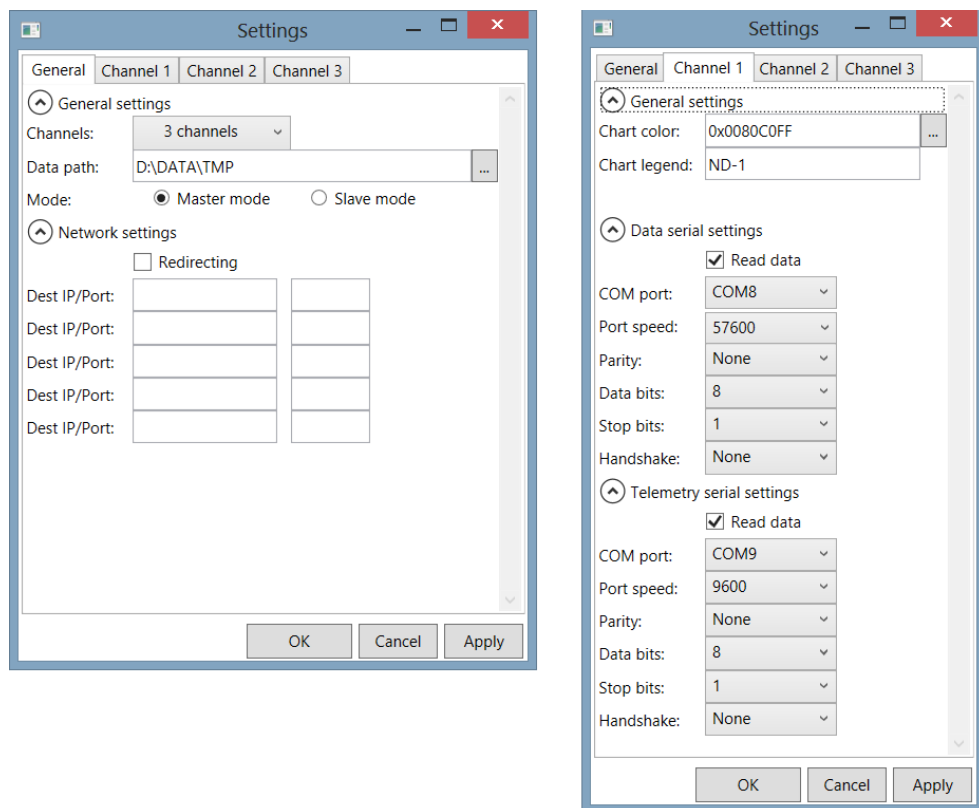 Settings
General Channel 1 Channel 2 Channel 3
General settings
Channels: 3 channels
Data path: D:\DATA\TMP ...
Mode: Master mode Slave mode
Network settings
Redirecting
Dest IP/Port:
Dest IP/Port:
Dest IP/Port:
Dest IP/Port:
Dest IP/Port:
OK Cancel Apply
Settings
General Channel 1 Channel 2 Channel 3
General settings
Chart color: 0x0080C0FF ...
Chart legend: ND-1
Data serial settings
Read data
COM port: COM8
Port speed: 57600
Parity: None
Data bits: 8
Stop bits: 1
Handshake: None
Telemetry serial settings
Read data
COM port: COM9
Port speed: 9600
Parity: None
Data bits: 8
Stop bits: 1
Handshake: None
OK Cancel Apply